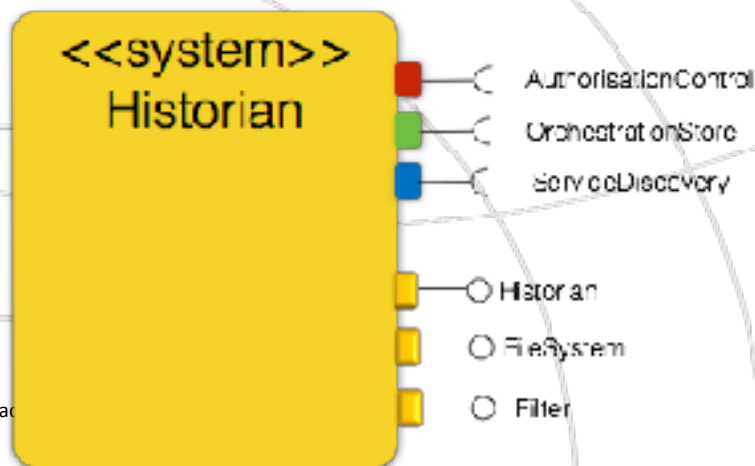 <<system>>
Historian
AuthorisationControl
OrchestrationStore
ServiceDiscovery
Historian
FileSystem
Filter